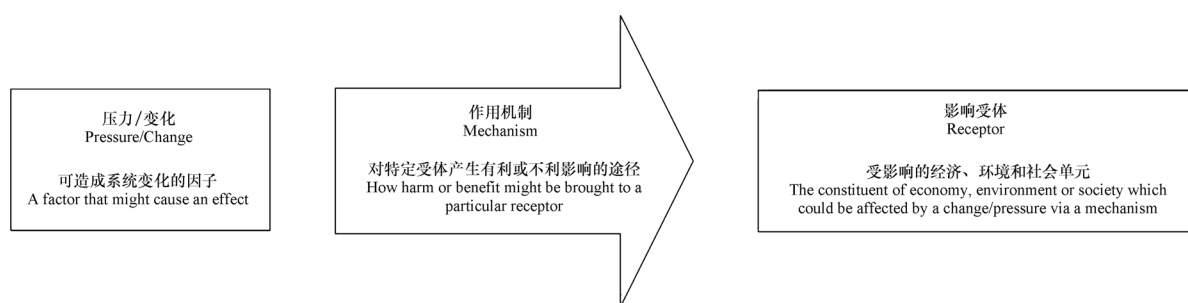 压力/变化
Pressure/Change
可造成系统变化的因子
A factor that might cause an effect
作用机制
Mechanism
对特定受体产生有利或不利影响的途径
How harm or benefit might be brought to a
particular receptor
影响受体
Receptor
受影响的经济、环境和社会单元
The constituent of economy, environment or society which
could be affected by a change/pressure via a mechanism